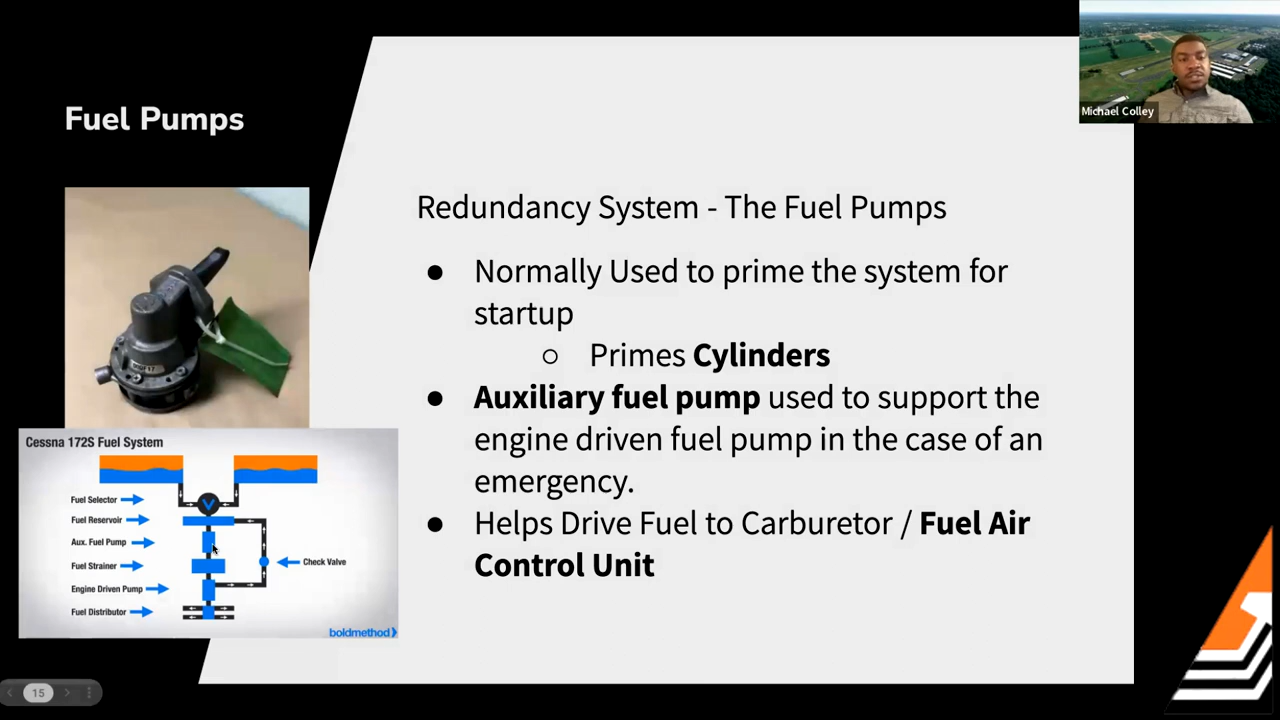 Michael Colley
Fuel Pumps
Redundancy System - The Fuel Pumps
● Normally Used to prime the system for
startup
○ Primes Cylinders
● Auxiliary fuel pump used to support the
engine driven fuel pump in the case of an
emergency.
● Helps Drive Fuel to Carburetor / Fuel Air
Control Unit
Cessna 172S Fuel System
Fuel Selector
Fuel Reservoir
Aux. Fuel Pump
Fuel Strainer
Check Valve
Engine Driven Pump
Fuel Distributor
boldmethod
15